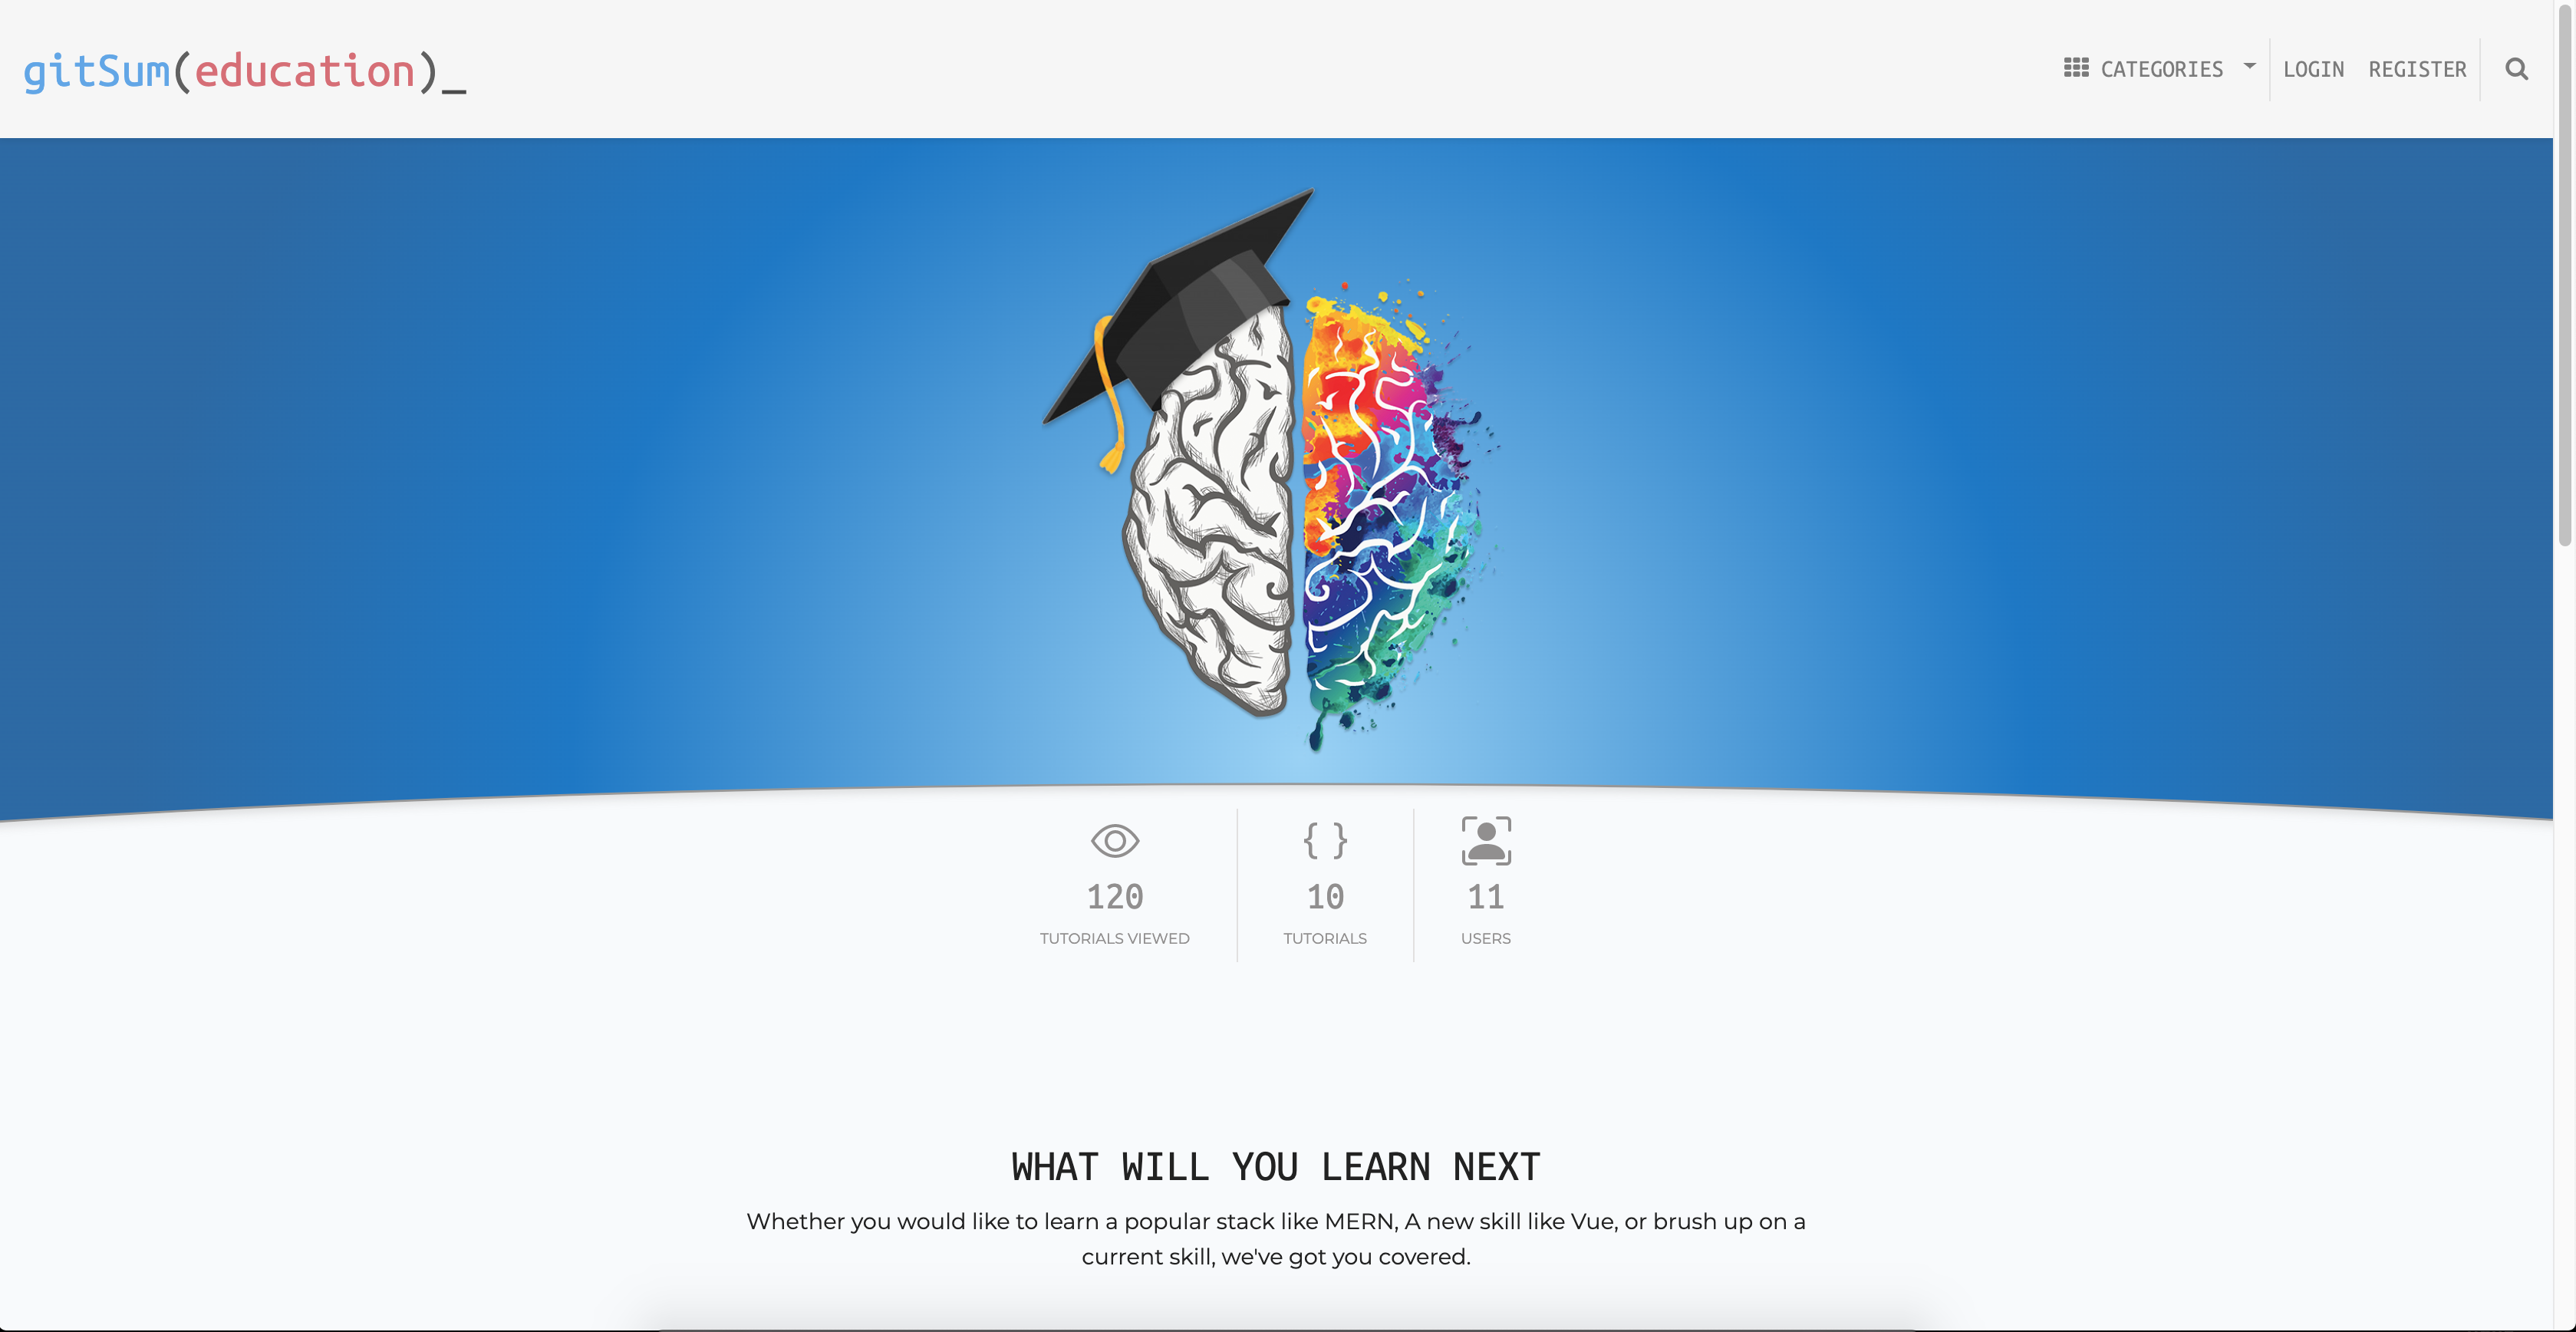 gitSum(education)_
CATEGORIES LOGIN REGISTER
120 10 11
TUTORIALS VIEWED TUTORIALS USERS
WHAT WILL YOU LEARN NEXT
Whether you would like to learn a popular stack like MERN, A new skill like Vue, or brush up on a
current skill, we've got you covered.